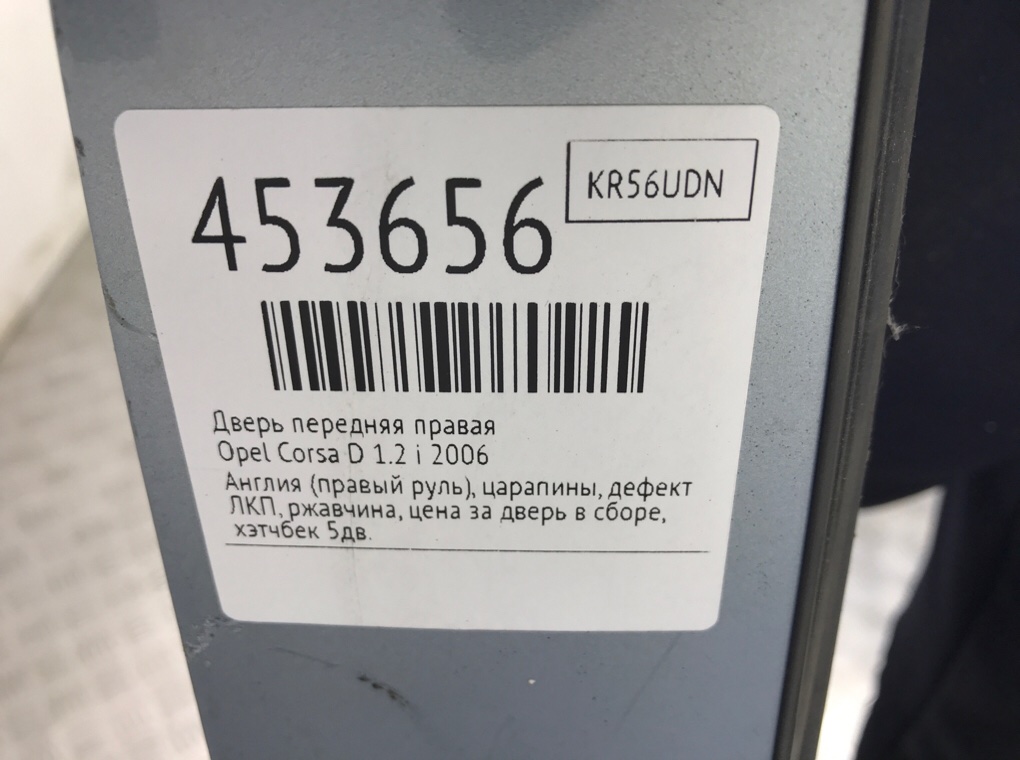 453656
KR56UDN
Дверь передняя правая
Opel Corsa D 1.2 i 2006
Англия (правый руль), царапины, дефект
ЛКП, ржавчина, цена за дверь в сборе,
хэтчбек 5дв.